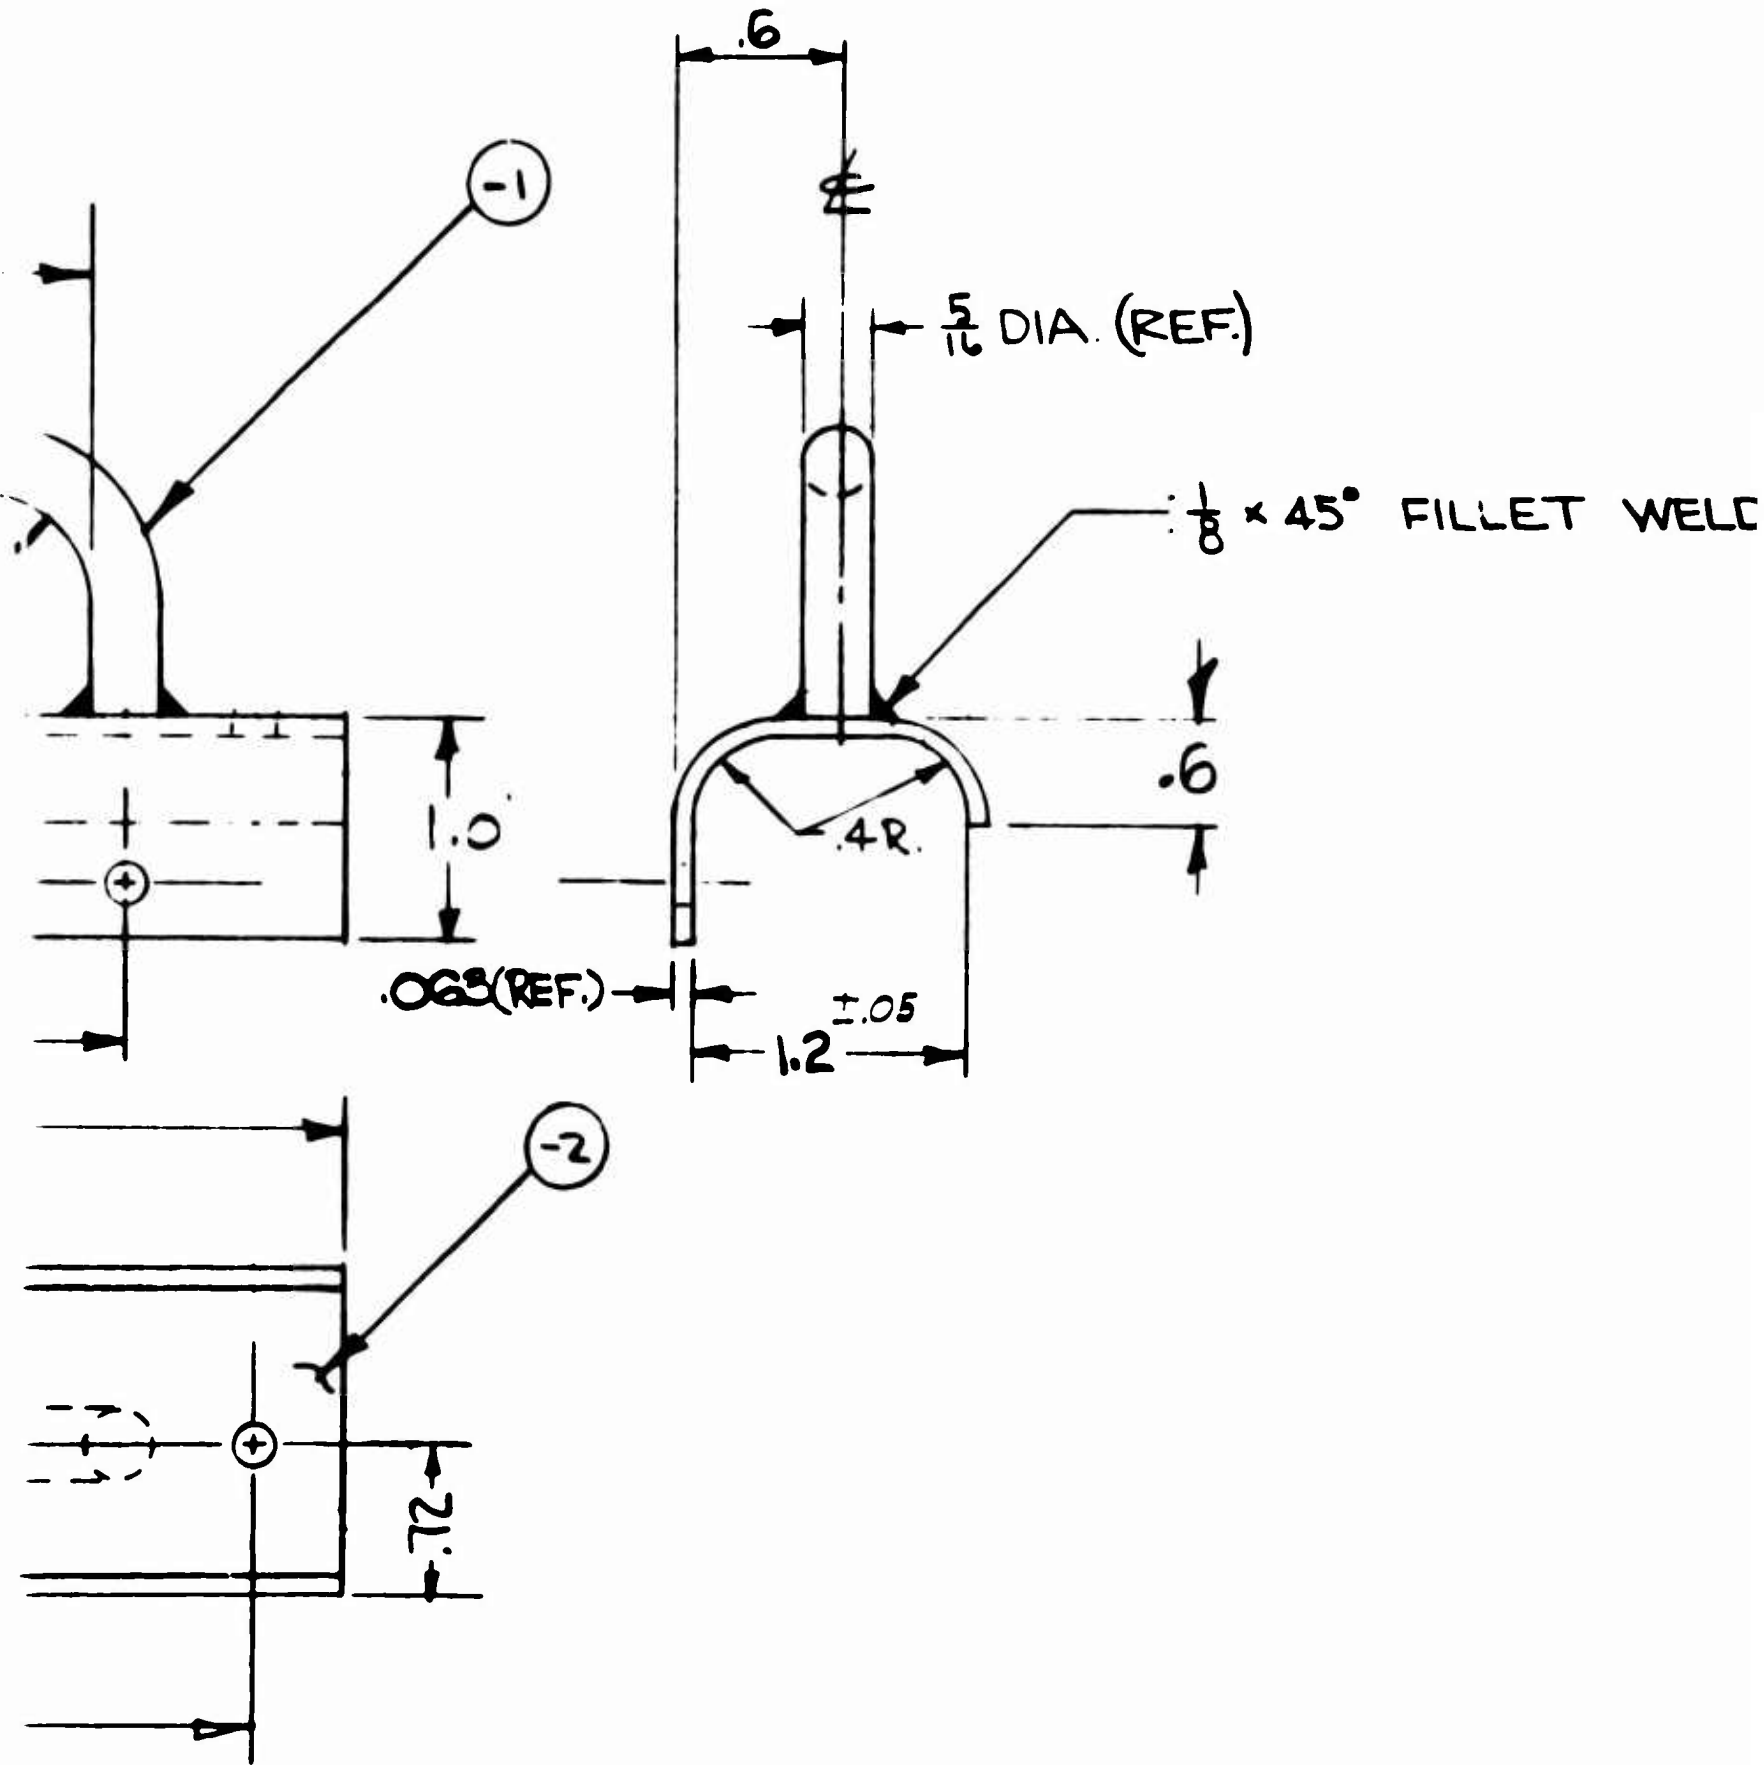 .6
-1
℄
5/16 DIA. (REF.)
1/8 × 45° FILLET WELD
.6
1.0
.4 R.
.063 (REF.)
±.05
1.2
-2
.72